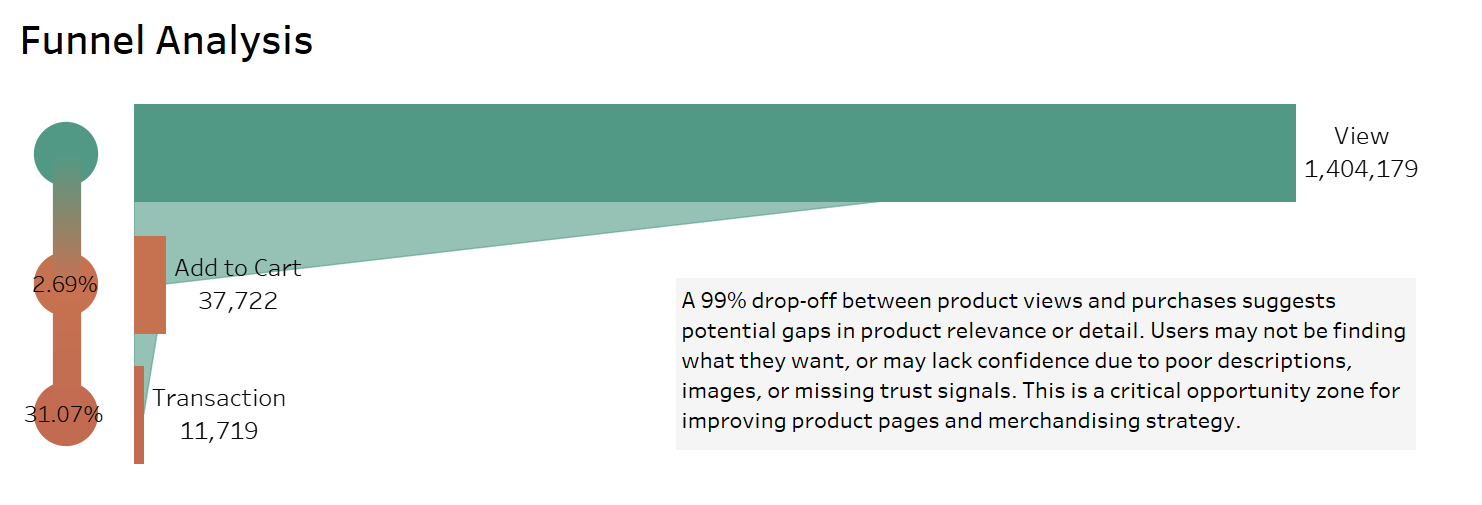 Funnel Analysis
View
1,404,179
2.69%
Add to Cart
37,722
A 99% drop-off between product views and purchases suggests
potential gaps in product relevance or detail. Users may not be finding
what they want, or may lack confidence due to poor descriptions,
images, or missing trust signals. This is a critical opportunity zone for
improving product pages and merchandising strategy.
31.07%
Transaction
11,719